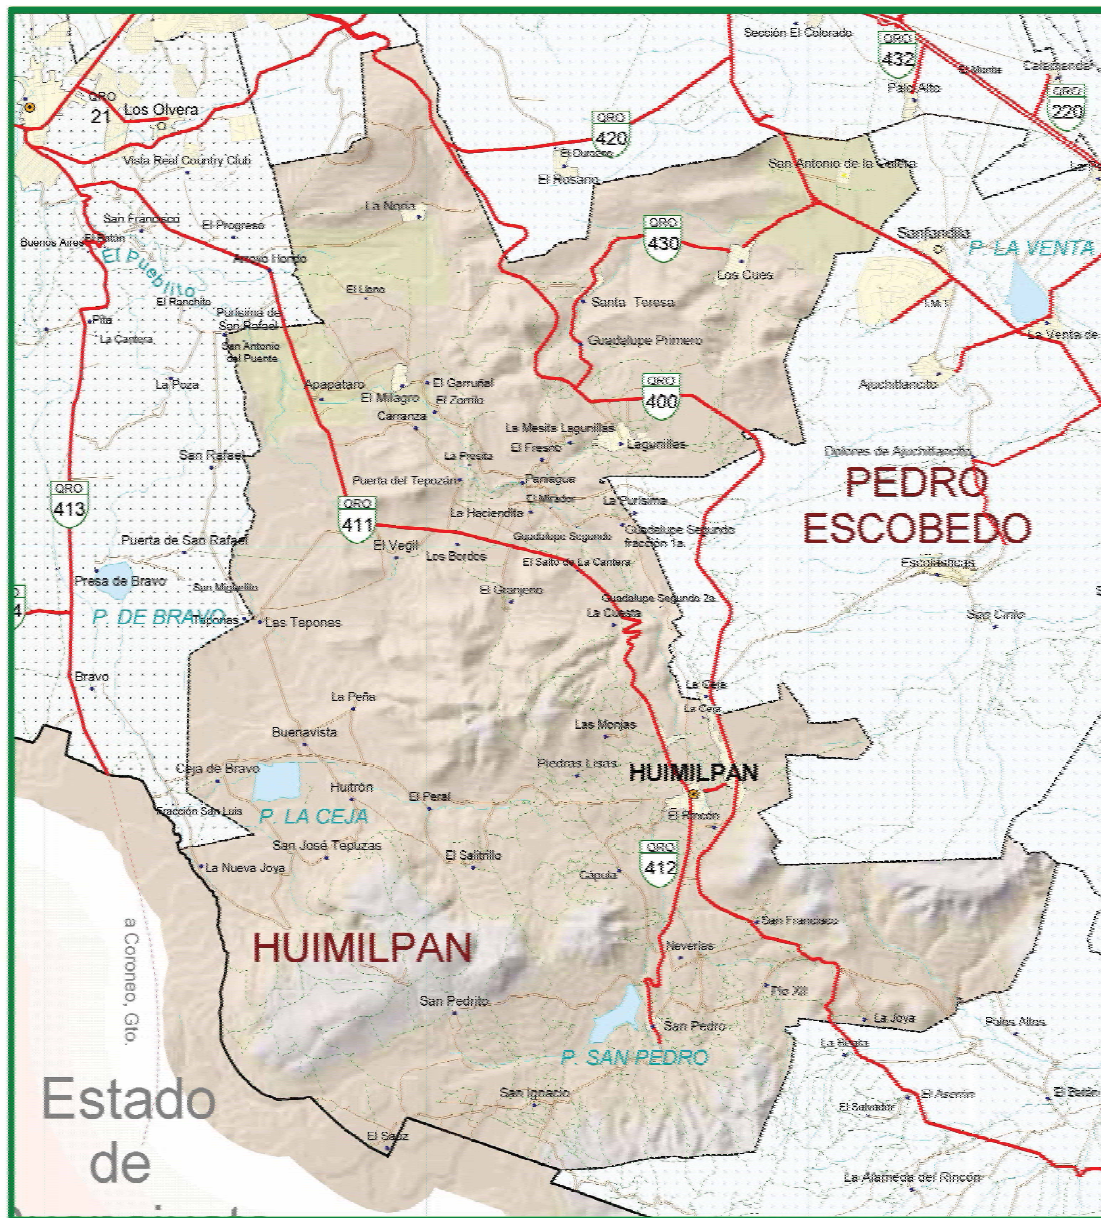 Sección El Colorado
QRO
432
El Monte
Calamanda
Palo Alto
QRO
220
QRO
21
Los Olvera
QRO
420
El Durazno
El Rosario
Vista Real Country Club
San Antonio de la Galera
La Noria
San Francisco
El Progreso
QRO
430
Sanfandila
Buenos Aires
El Batán
El Pueblito
Arroyo Hondo
P. LA VENTA
Los Cues
El Llano
El Ranchito
Santa Teresa
Purísima de
San Rafael
Pita
La Cantera
San Antonio
del Puente
Guadalupe Primero
La Venta de
La Poza
Apapátaro
El Milagro
El Garruñal
El Zorrillo
QRO
400
Ajuchitlancito
Carranza
La Mesita Lagunillas
Lagunillas
El Fresno
San Rafael
La Presita
Dolores de Ajuchitlancito
Puerta del Tepozán
Paniagua
PEDRO
ESCOBEDO
QRO
413
QRO
411
El Mirador
La Purísima
La Haciendita
Guadalupe Segundo
Guadalupe Segundo
fracción 1a.
Puerta de San Rafael
El Vegil
Los Bordos
El Salto de La Cantera
Escolásticas
Presa de Bravo
San Miguelito
El Granjeno
Guadalupe Segundo 2a.
P. DE BRAVO
Taponas
Las Taponas
La Cuesta
San Cirilo
4
Bravo
La Peña
La Ceja
La Ceja
Las Monjas
Buenavista
Ceja de Bravo
Piedras Lisas
HUIMILPAN
Huitrón
El Peral
Fracción San Luis
P. LA CEJA
El Rincón
San José Tepuzas
El Salitrillo
QRO
412
La Nueva Joya
Cápula
San Francisco
HUIMILPAN
Neverías
a Coroneo, Gto.
San Pedrito
Pío XII
La Joya
San Pedro
Palos Altos
P. SAN PEDRO
La Beata
San Ignacio
El Aserrín
El Batán
Estado
de
El Salvador
El Saúz
La Alameda del Rincón